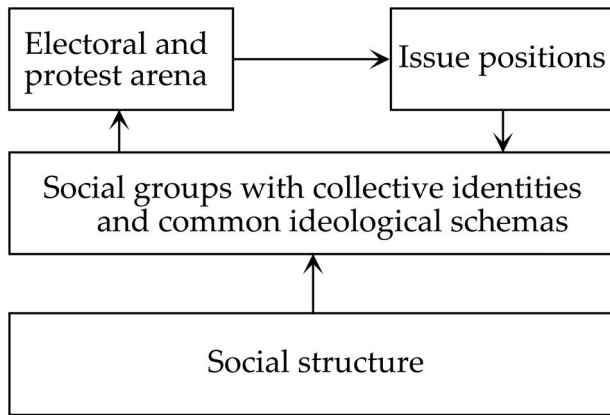 Electoral and
protest arena
Issue positions
Social groups with collective identities
and common ideological schemas
Social structure